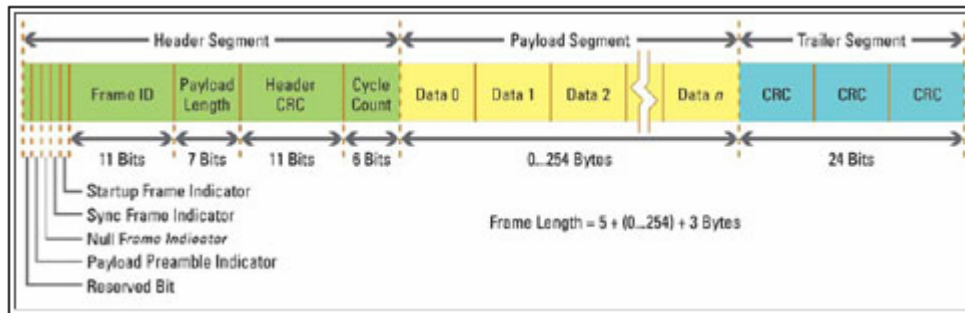 Header Segment Payload Segment Trailer Segment
Frame ID Payload Length Header CRC Cycle Count Data 0 Data 1 Data 2 Data n CRC CRC CRC
11 Bits 7 Bits 11 Bits 6 Bits 0...254 Bytes 24 Bits
Startup Frame Indicator
Sync Frame Indicator
Null Frame Indicator
Payload Preamble Indicator
Reserved Bit
Frame Length = 5 + (0...254) + 3 Bytes